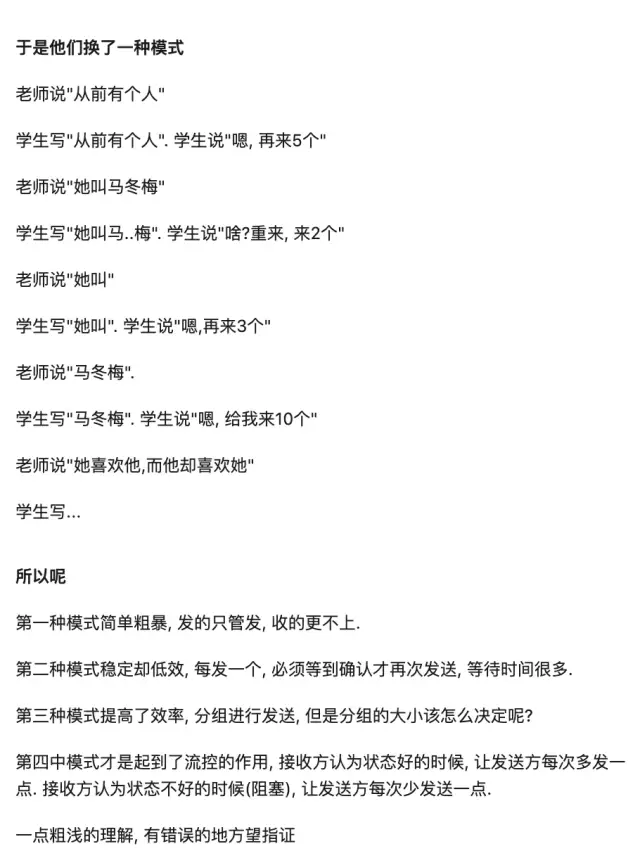 于是他们换了一种模式
老师说"从前有个人"
学生写"从前有个人". 学生说"嗯, 再来5个"
老师说"她叫马冬梅"
学生写"她叫马..梅". 学生说"啥?重来, 来2个"
老师说"她叫"
学生写"她叫". 学生说"嗯,再来3个"
老师说"马冬梅".
学生写"马冬梅". 学生说"嗯, 给我来10个"
老师说"她喜欢他,而他却喜欢她"
学生写...
所以呢
第一种模式简单粗暴, 发的只管发, 收的更不上.
第二种模式稳定却低效, 每发一个, 必须等到确认才再次发送, 等待时间很多.
第三种模式提高了效率, 分组进行发送, 但是分组的大小该怎么决定呢?
第四中模式才是起到了流控的作用, 接收方认为状态好的时候, 让发送方每次多发一
点. 接收方认为状态不好的时候(阻塞), 让发送方每次少发送一点.
一点粗浅的理解, 有错误的地方望指证